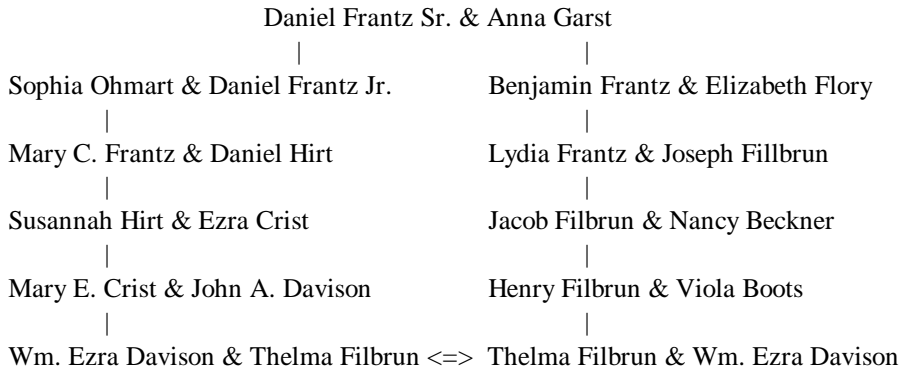 Daniel Frantz Sr. & Anna Garst
Sophia Ohmart & Daniel Frantz Jr. Benjamin Frantz & Elizabeth Flory
Mary C. Frantz & Daniel Hirt Lydia Frantz & Joseph Fillbrun
Susannah Hirt & Ezra Crist Jacob Filbrun & Nancy Beckner
Mary E. Crist & John A. Davison Henry Filbrun & Viola Boots
Wm. Ezra Davison & Thelma Filbrun <=> Thelma Filbrun & Wm. Ezra Davison